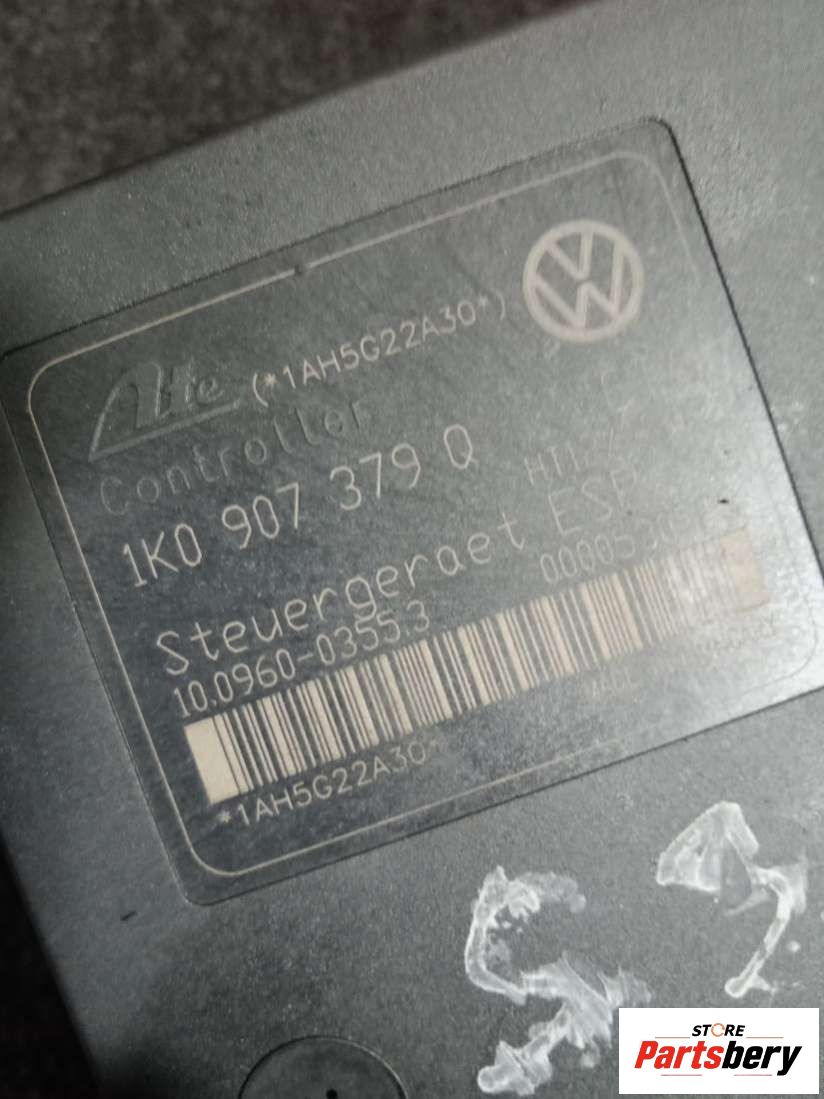 Ate (*1AH5G22A30*)
Controller
1K0 907 379 Q
Steuergeraet ESP
10.0960-0355.3
*1AH5G22A30*
STORE
Partsbery